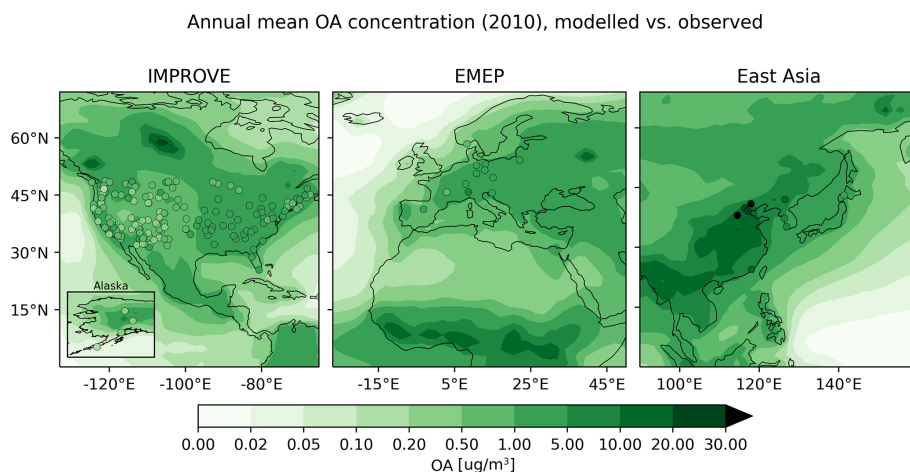 Annual mean OA concentration (2010), modelled vs. observed
IMPROVE EMEP East Asia
60°N
45°N
30°N
15°N
Alaska
-120°E -100°E -80°E -15°E 5°E 25°E 45°E 100°E 120°E 140°E
0.00 0.02 0.05 0.10 0.20 0.50 1.00 5.00 10.00 20.00 30.00
OA [ug/m³]